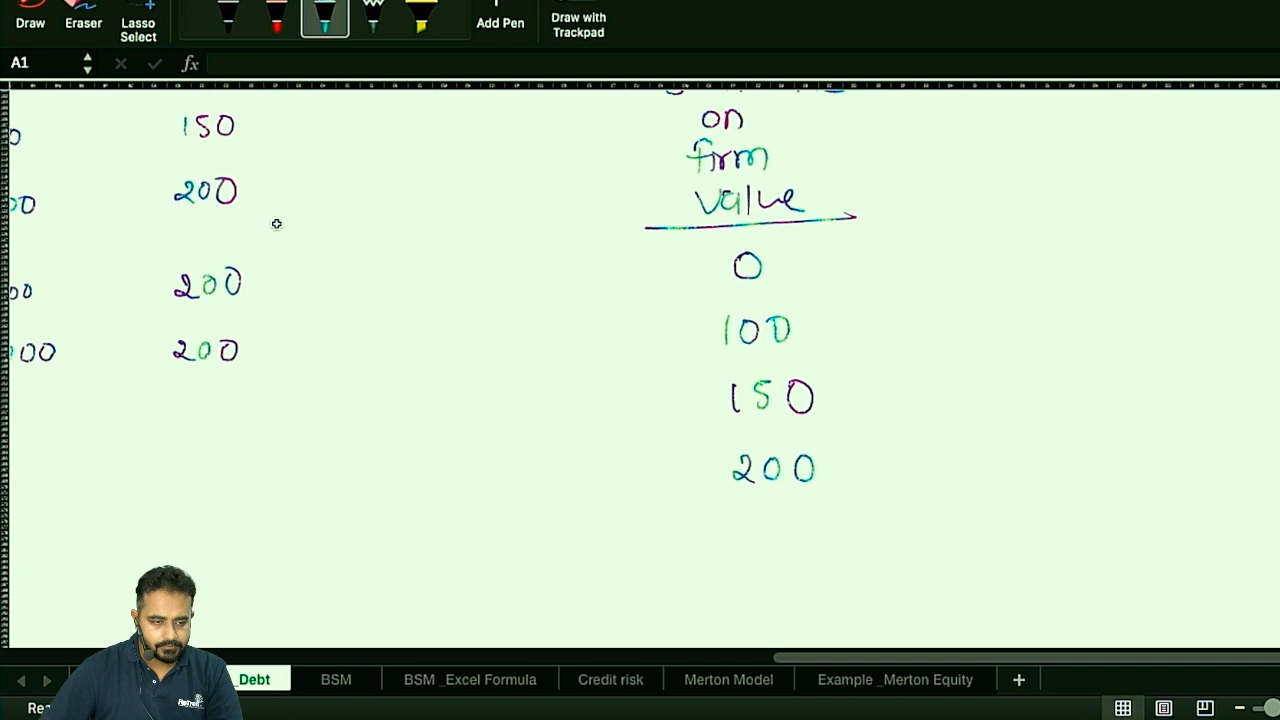 Draw
Eraser
Lasso
Select
Add Pen
Draw with
Trackpad
A1
fx
150
200
200
00
200
on
firm
value
0
100
150
200
Debt
BSM
BSM _Excel Formula
Credit risk
Merton Model
Example _Merton Equity
+